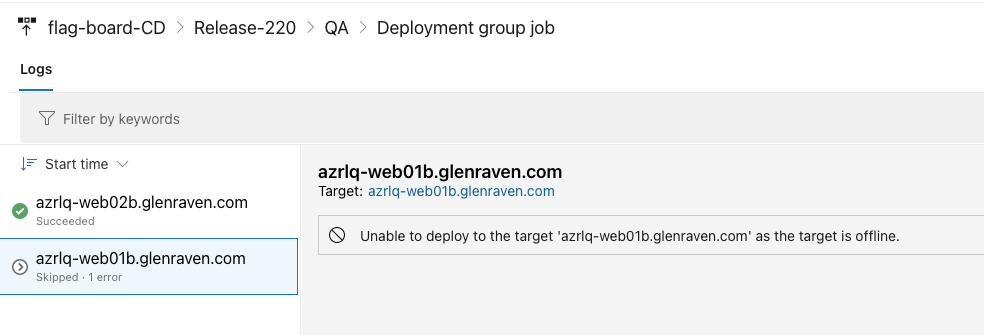 flag-board-CD > Release-220 > QA > Deployment group job
Logs
Filter by keywords
Start time
azrlq-web02b.glenraven.com
Succeeded
azrlq-web01b.glenraven.com
Skipped · 1 error
azrlq-web01b.glenraven.com
Target: azrlq-web01b.glenraven.com
Unable to deploy to the target 'azrlq-web01b.glenraven.com' as the target is offline.